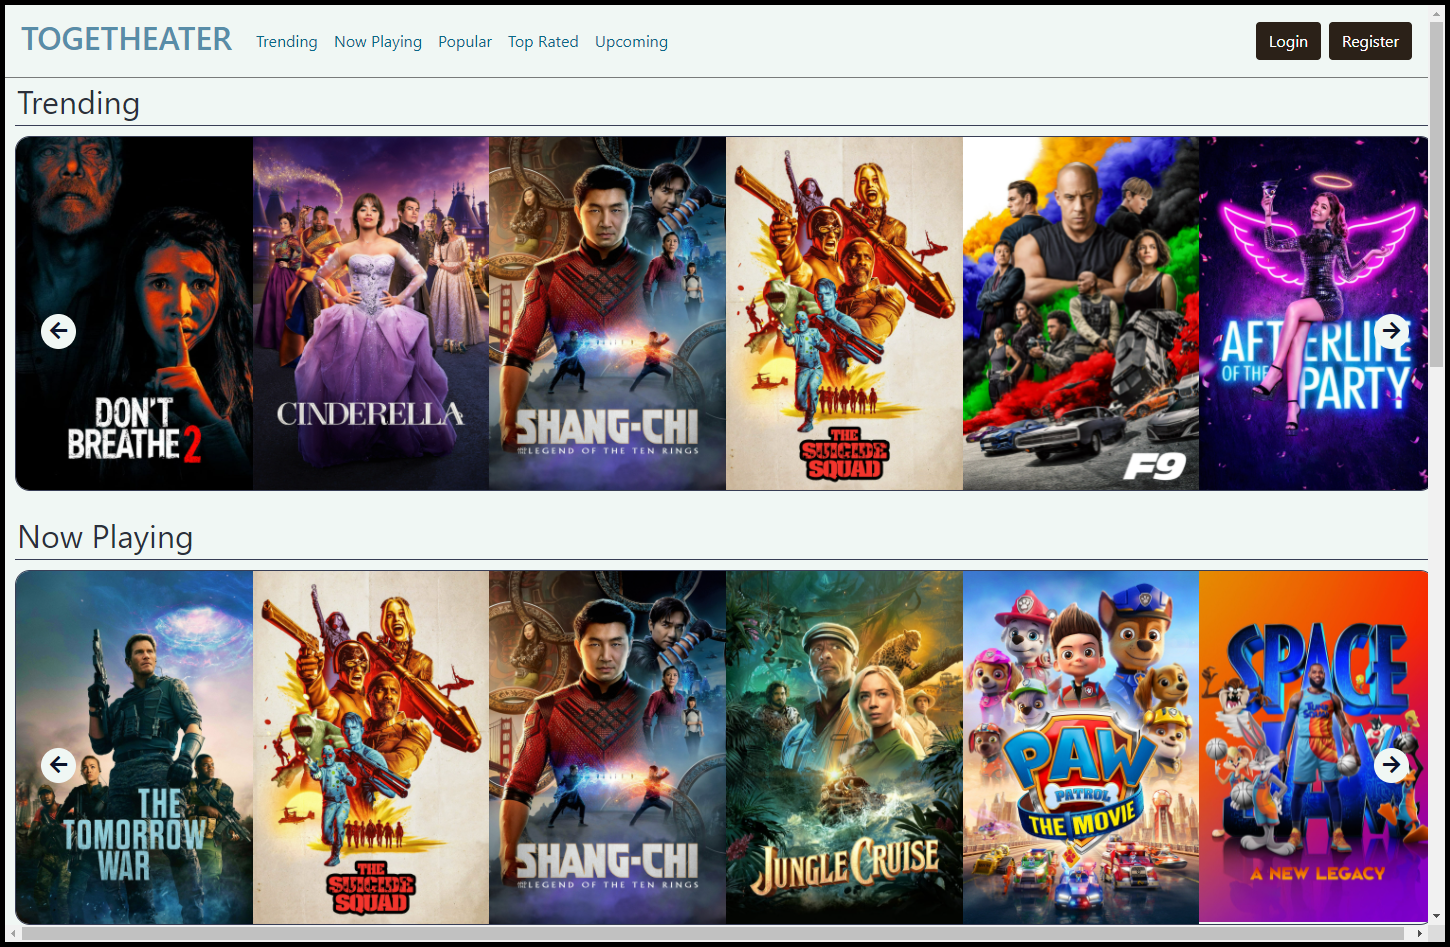 TOGETHEATER Trending Now Playing Popular Top Rated Upcoming Login Register
Trending
DON'T
BREATHE 2
CINDERELLA
SHANG-CHI
AND THE LEGEND OF THE TEN RINGS
THE
SUICIDE
SQUAD
F9
AFTERLIFE
OF THE PARTY
Now Playing
THE
TOMORROW
WAR
THE
SUICIDE
SQUAD
SHANG-CHI
AND THE LEGEND OF THE TEN RINGS
JUNGLE CRUISE
PAW
PATROL
THE MOVIE
SPACE
JAM
A NEW LEGACY